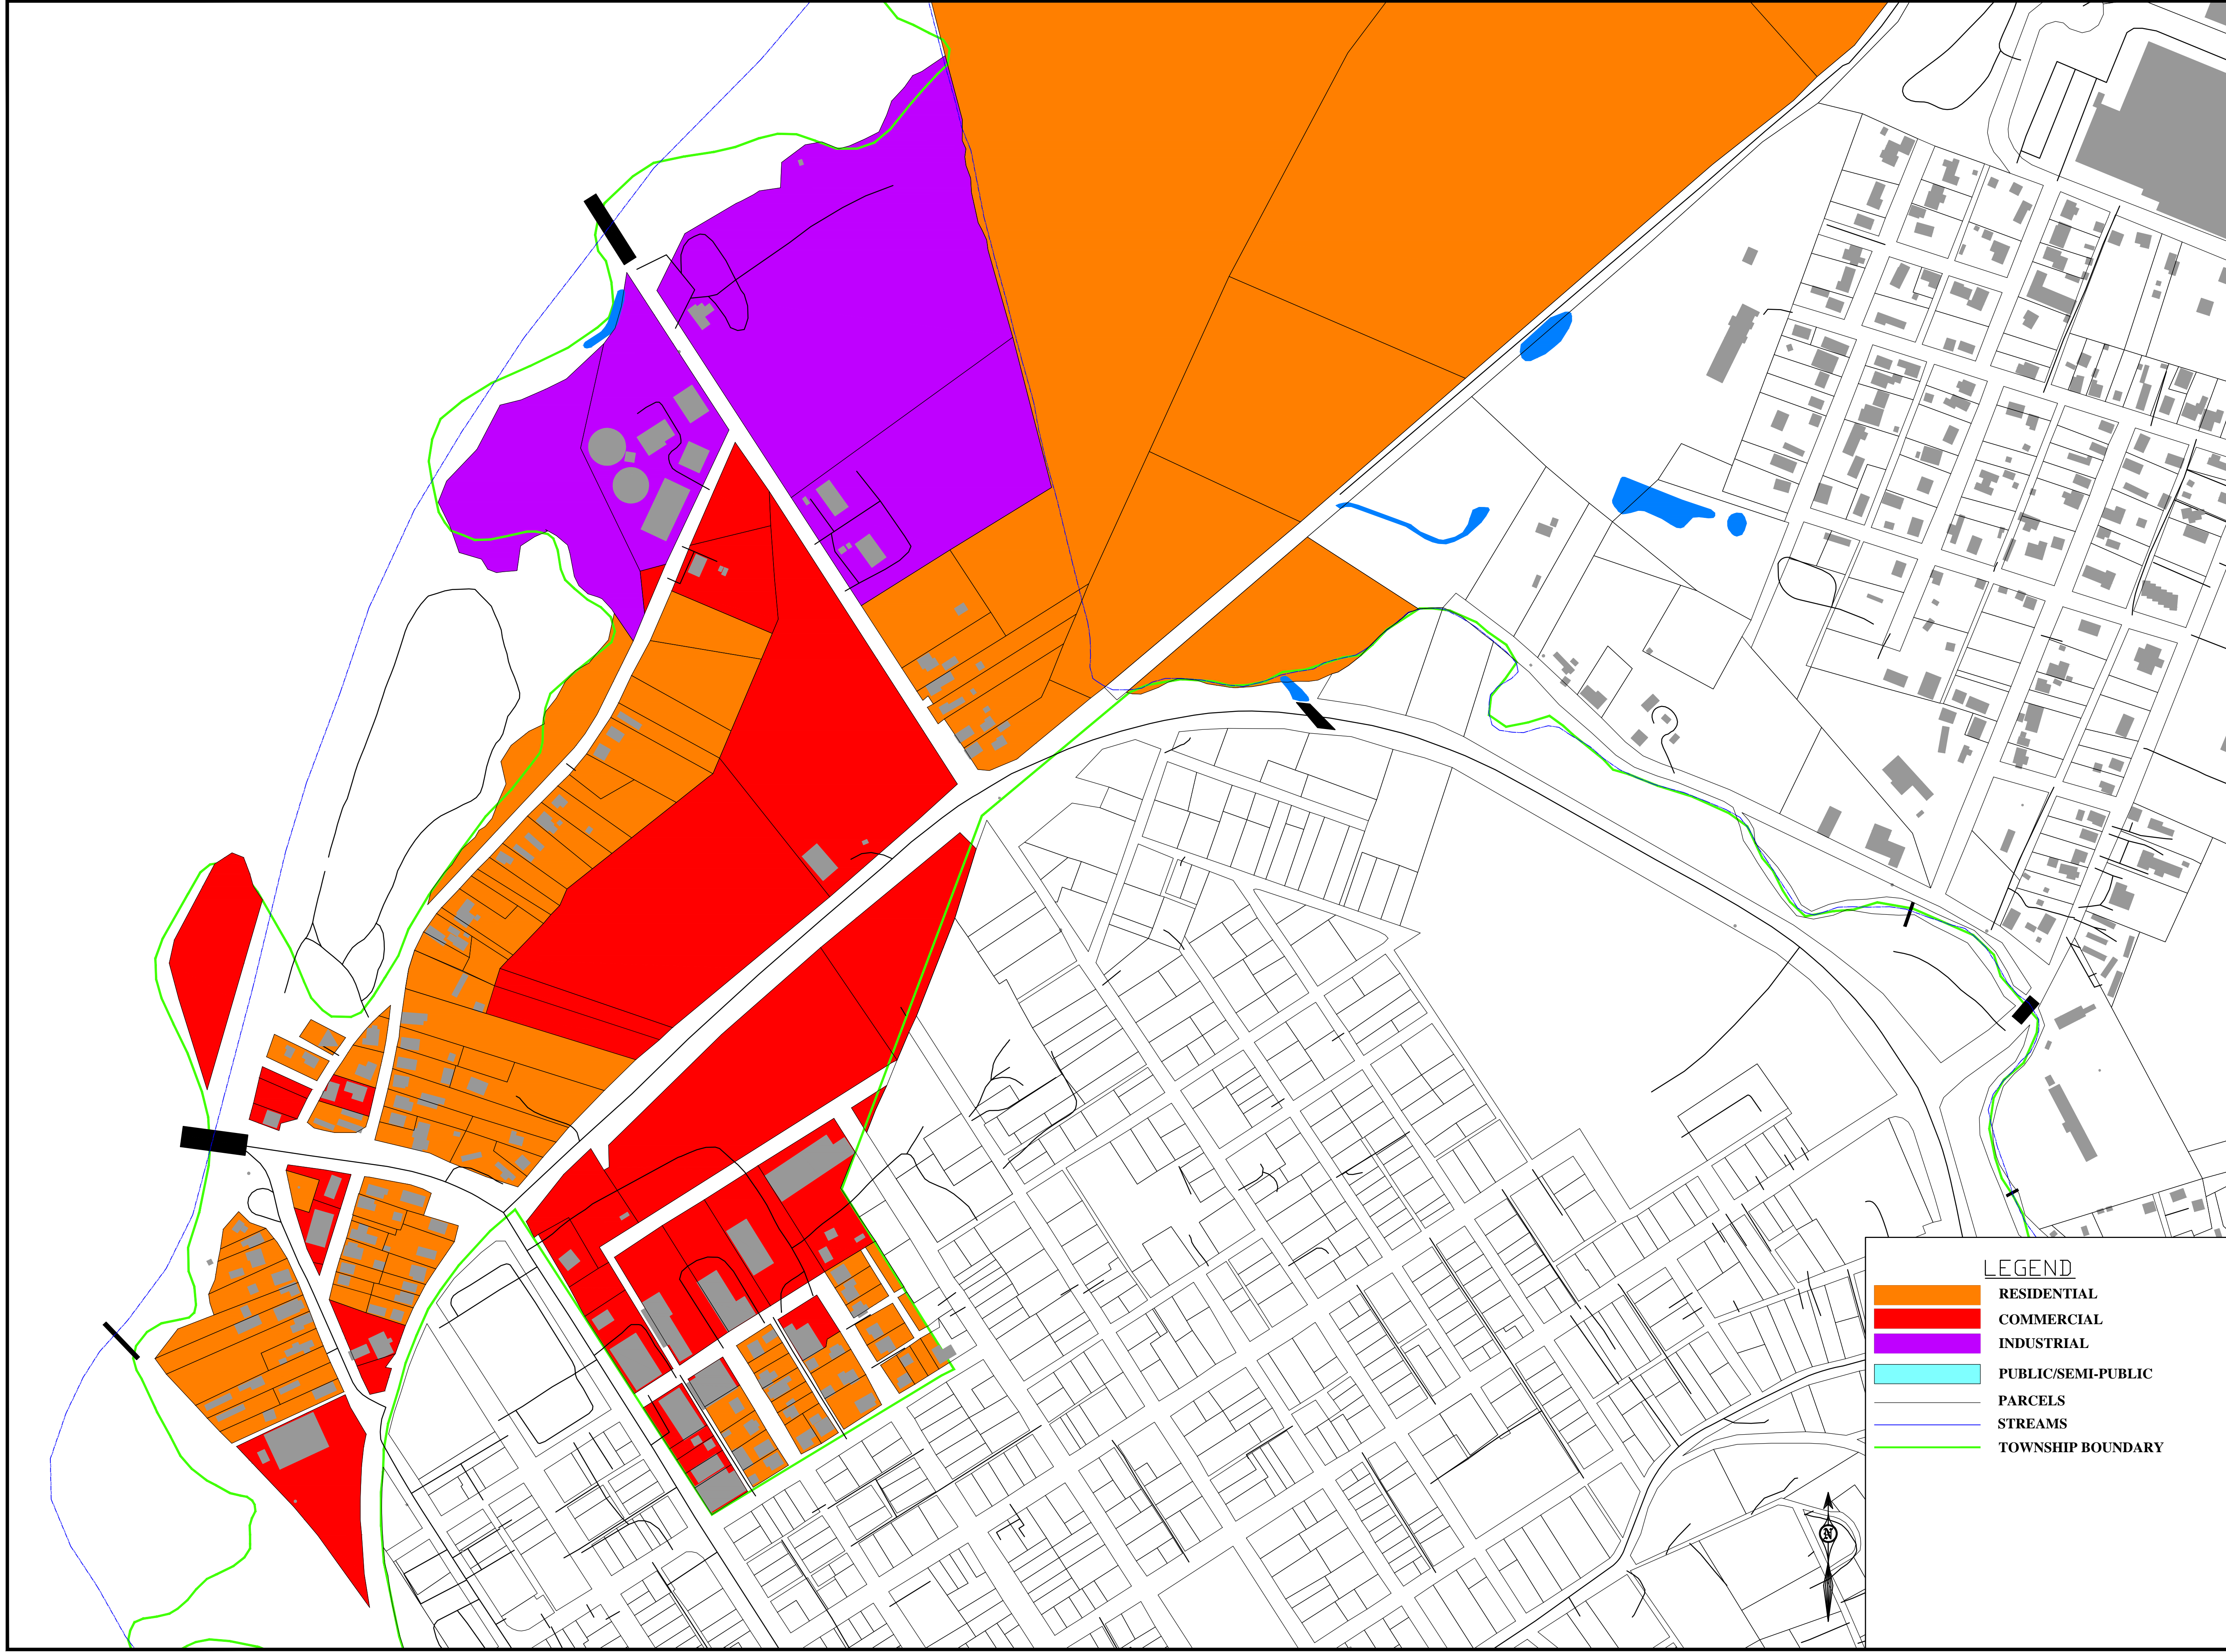 LEGEND
RESIDENTIAL
COMMERCIAL
INDUSTRIAL
PUBLIC/SEMI-PUBLIC
PARCELS
STREAMS
TOWNSHIP BOUNDARY
N